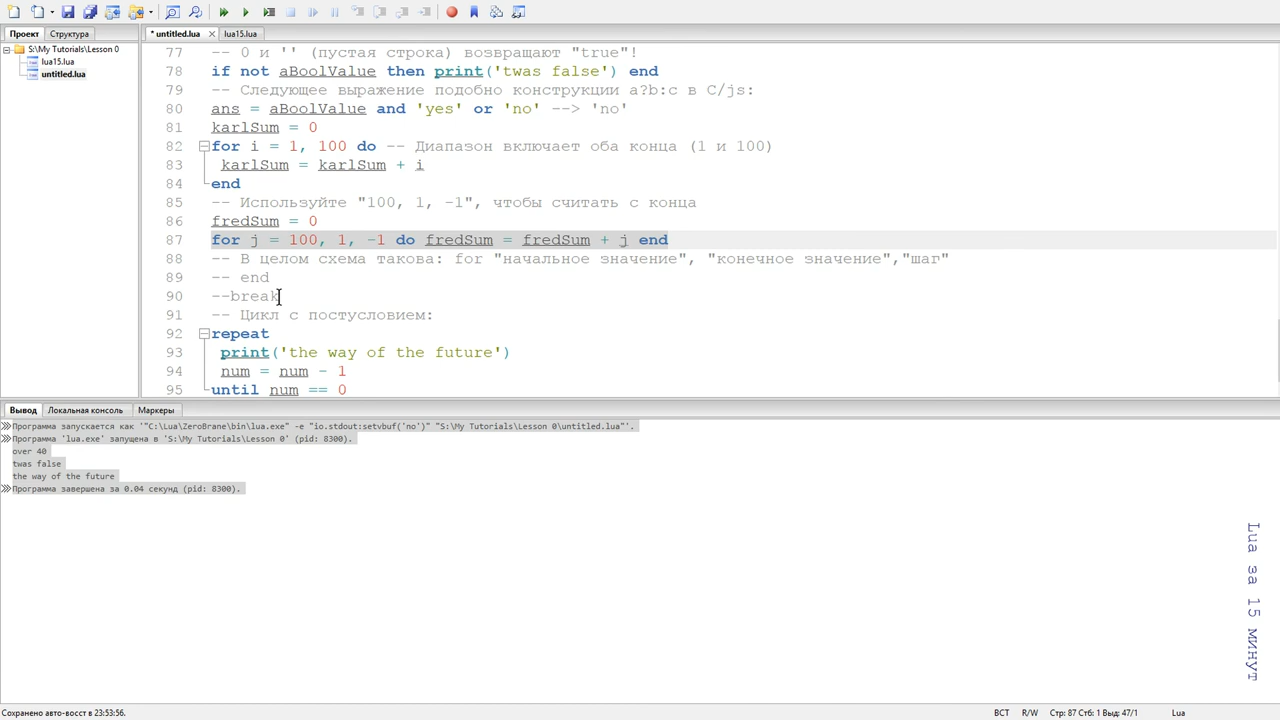 Проект Структура
* untitled.lua
lua15.lua
S:\My Tutorials\Lesson 0
lua15.lua
untitled.lua
77 -- 0 и '' (пустая строка) возвращают "true"!
78 if not aBoolValue then print('twas false') end
79 -- Следующее выражение подобно конструкции a?b:c в C/js:
80 ans = aBoolValue and 'yes' or 'no' --> 'no'
81 karlSum = 0
82 for i = 1, 100 do -- Диапазон включает оба конца (1 и 100)
83 karlSum = karlSum + i
84 end
85 -- Используйте "100, 1, -1", чтобы считать с конца
86 fredSum = 0
87 for j = 100, 1, -1 do fredSum = fredSum + j end
88 -- В целом схема такова: for "начальное значение", "конечное значение","шаг"
89 -- end
90 --break
91 -- Цикл с постусловием:
92 repeat
93 print('the way of the future')
94 num = num - 1
95 until num == 0
Вывод Локальная консоль Маркеры
Программа запускается как '"C:\Lua\ZeroBrane\bin\lua.exe" -e "io.stdout:setvbuf('no')" "S:\My Tutorials\Lesson 0\untitled.lua"'.
Программа 'lua.exe' запущена в 'S:\My Tutorials\Lesson 0' (pid: 8300).
over 40
twas false
the way of the future
Программа завершена за 0.04 секунд (pid: 8300).
Lua за 15 минут
Сохранено авто-восст в 23:53:56.
ВСТ R/W Стр: 87 Стб: 1 Выд: 47/1 Lua